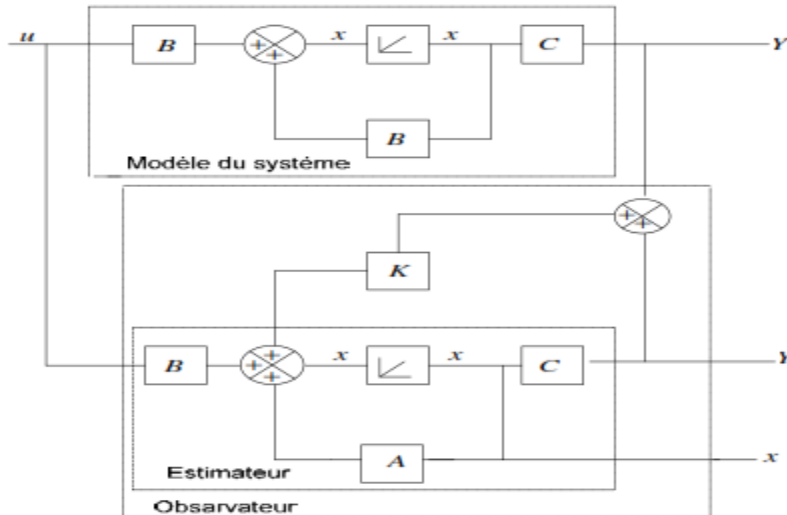 u
B
+
+
x
x
C
Y
B
Modéle du systéme
+
+
K
B
+
+
+
x
x
C
Y
A
x
Estimateur
Obsarvateur